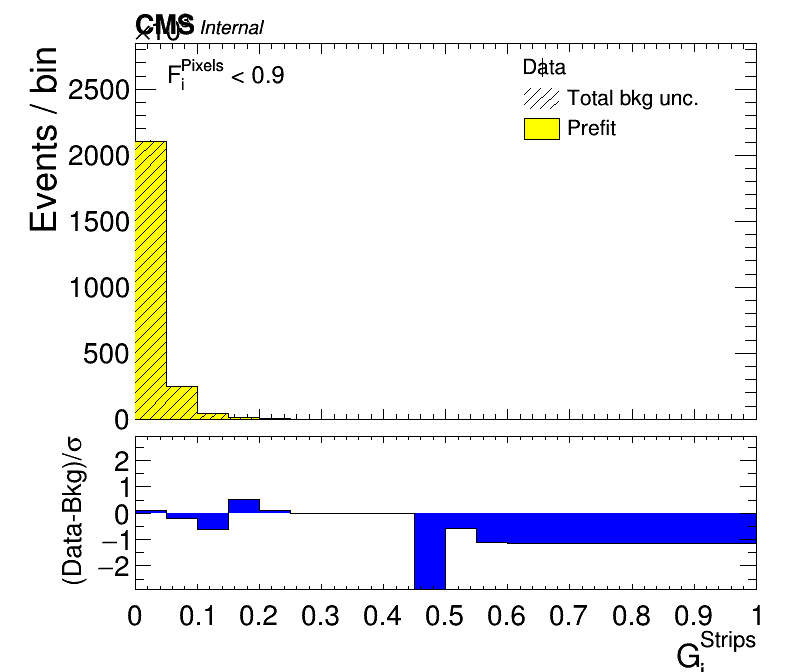 CMS Internal
×10³
Events / bin
F_i^Pixels < 0.9
Data
Total bkg unc.
Prefit
2500
2000
1500
1000
500
0
(Data-Bkg)/σ
2
1
0
−1
−2
0 0.1 0.2 0.3 0.4 0.5 0.6 0.7 0.8 0.9 1
G_i^Strips